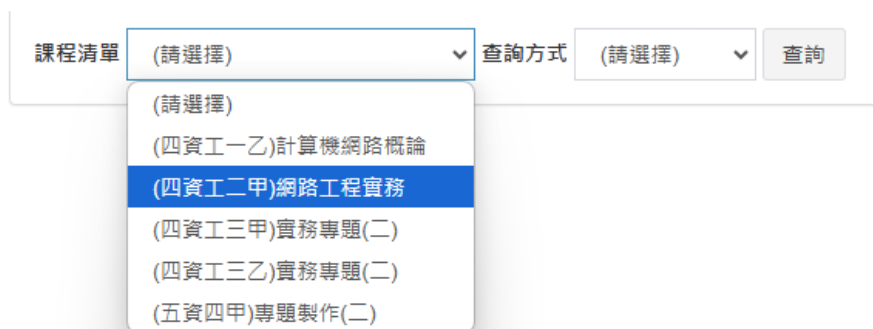 課程清單 (請選擇) 查詢方式 (請選擇) 查詢
(請選擇)
(四資工一乙)計算機網路概論
(四資工二甲)網路工程實務
(四資工三甲)實務專題(二)
(四資工三乙)實務專題(二)
(五資四甲)專題製作(二)